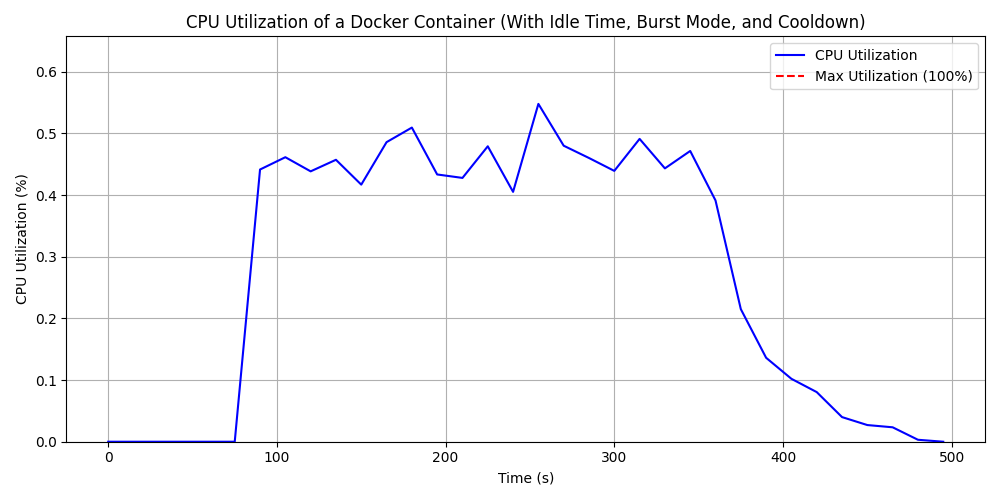 CPU Utilization of a Docker Container (With Idle Time, Burst Mode, and Cooldown)
CPU Utilization
Max Utilization (100%)
CPU Utilization (%)
0.6
0.5
0.4
0.3
0.2
0.1
0.0
0 100 200 300 400 500
Time (s)